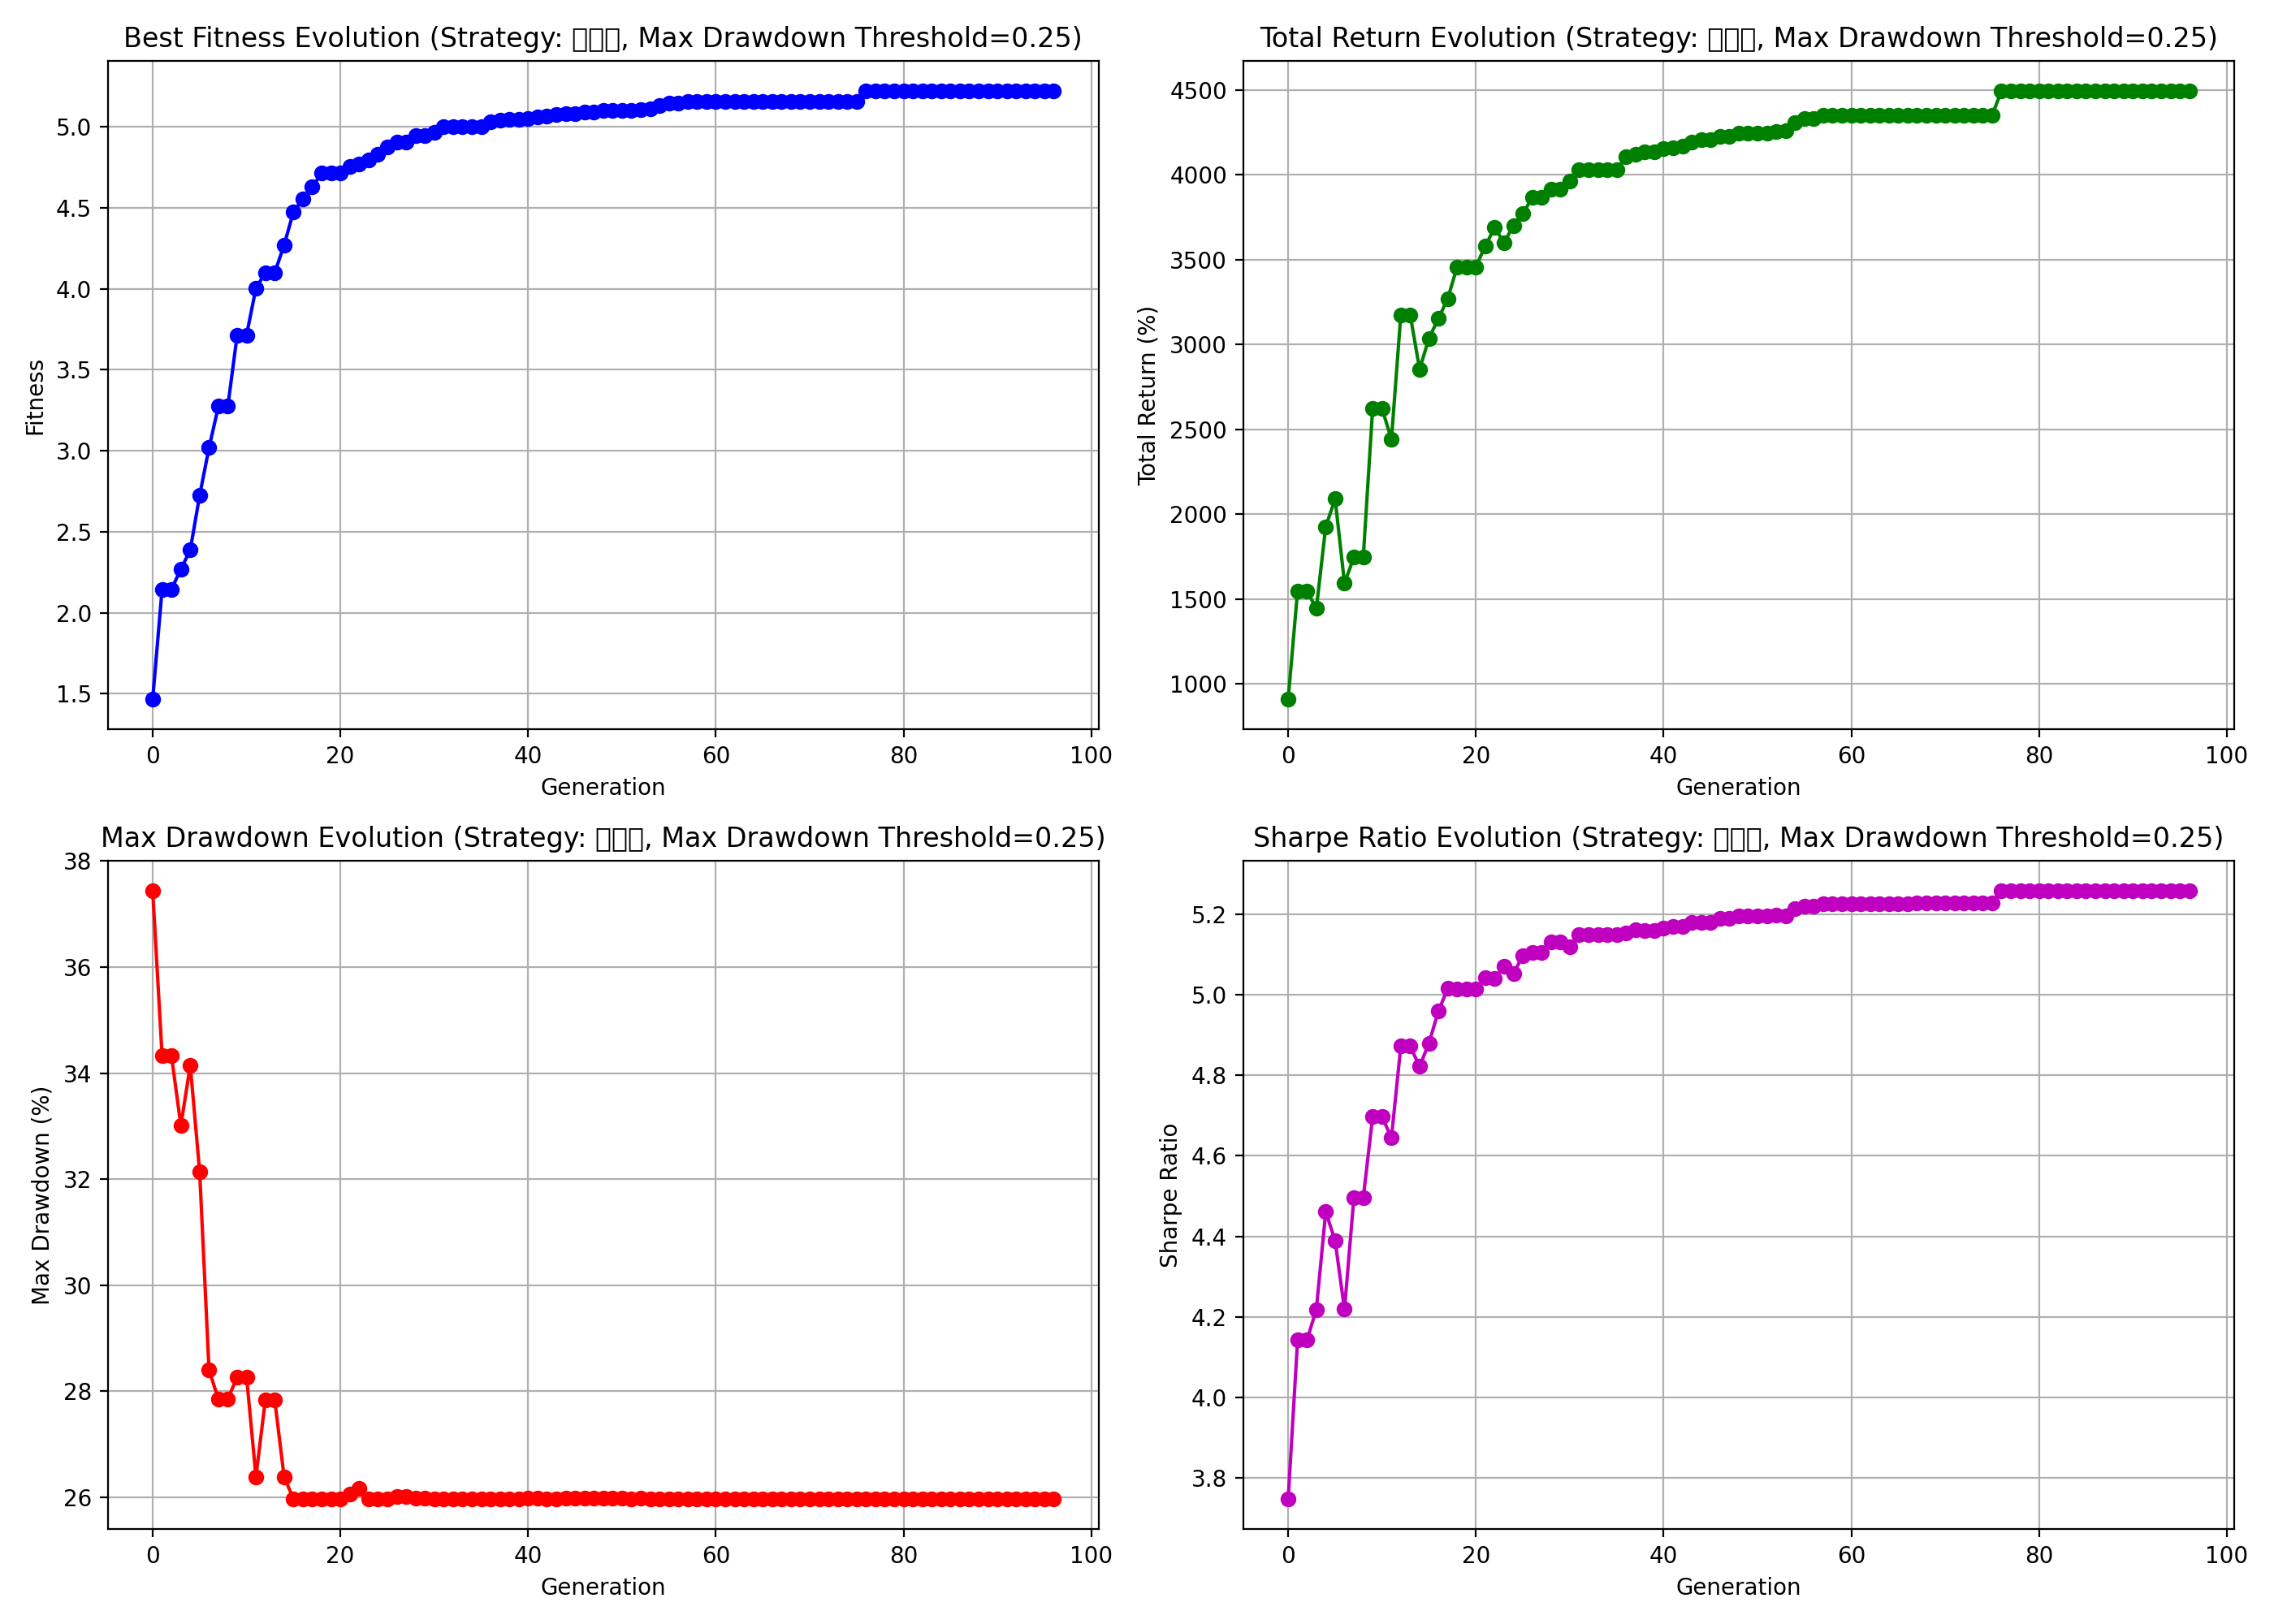 Best Fitness Evolution (Strategy: □□□, Max Drawdown Threshold=0.25)
Fitness
5.0
4.5
4.0
3.5
3.0
2.5
2.0
1.5
0 20 40 60 80 100
Generation
Total Return Evolution (Strategy: □□□, Max Drawdown Threshold=0.25)
Total Return (%)
4500
4000
3500
3000
2500
2000
1500
1000
0 20 40 60 80 100
Generation
Max Drawdown Evolution (Strategy: □□□, Max Drawdown Threshold=0.25)
Max Drawdown (%)
38
36
34
32
30
28
26
0 20 40 60 80 100
Generation
Sharpe Ratio Evolution (Strategy: □□□, Max Drawdown Threshold=0.25)
Sharpe Ratio
5.2
5.0
4.8
4.6
4.4
4.2
4.0
3.8
0 20 40 60 80 100
Generation